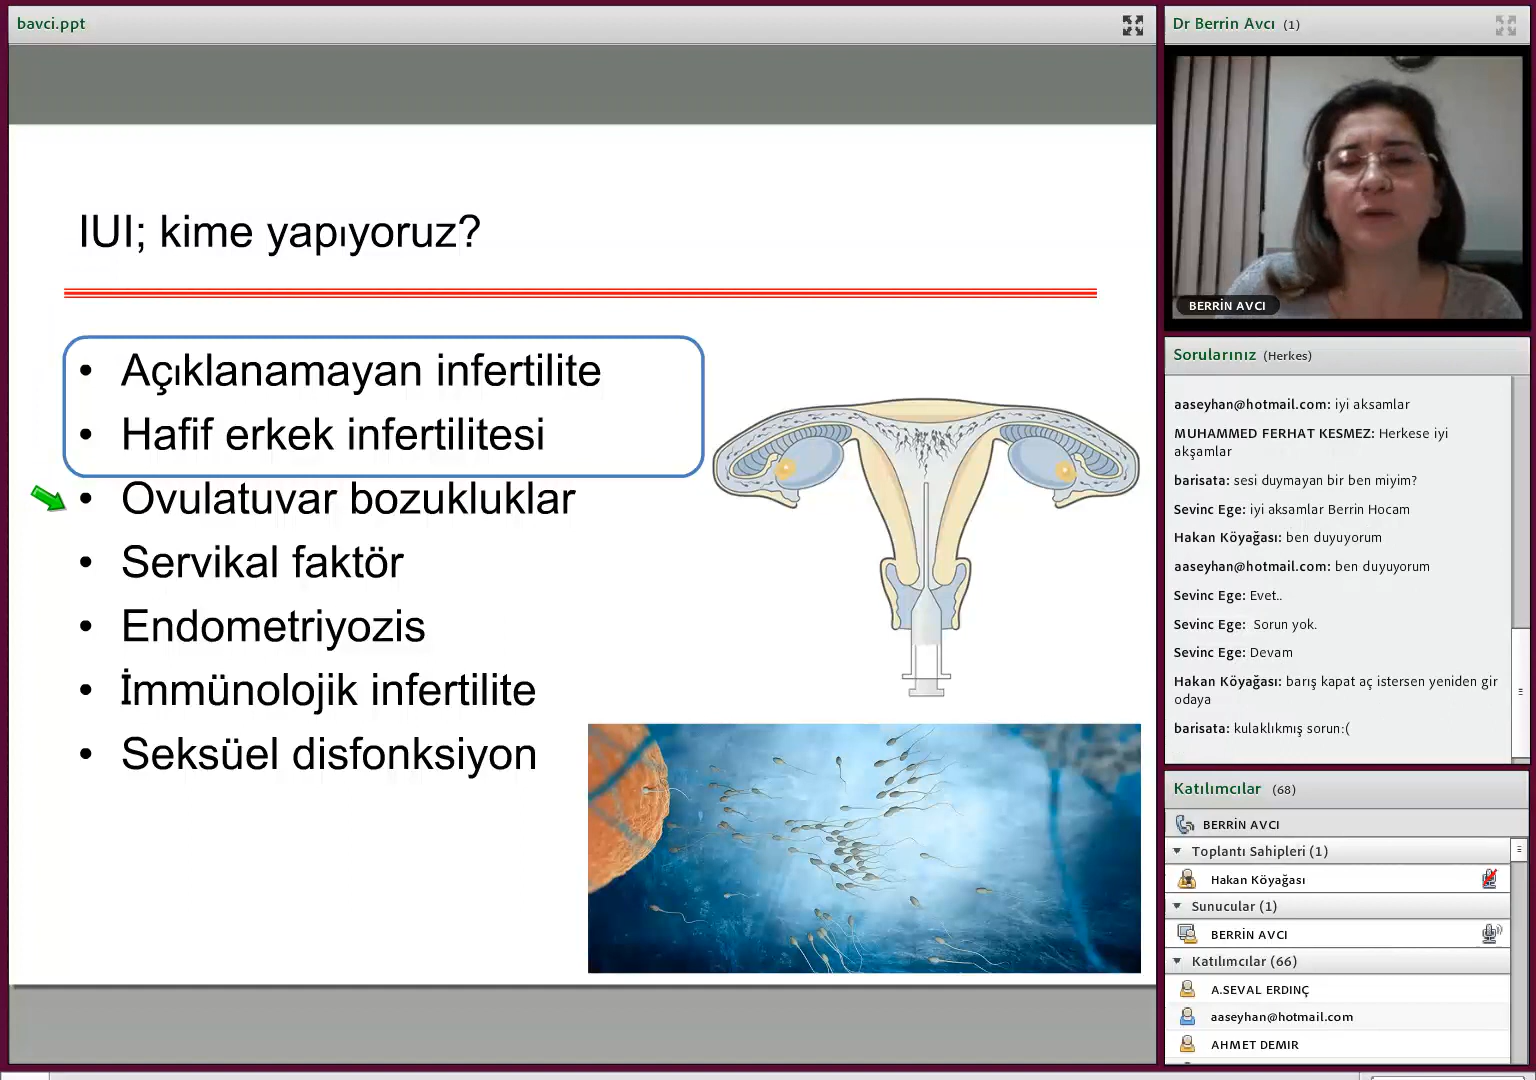 bavci.ppt
IUI; kime yapıyoruz?
• Açıklanamayan infertilite
• Hafif erkek infertilitesi
• Ovulatuvar bozukluklar
• Servikal faktör
• Endometriyozis
• İmmünolojik infertilite
• Seksüel disfonksiyon
Dr Berrin Avcı (1)
BERRİN AVCI
Sorularınız (Herkes)
aaseyhan@hotmail.com: iyi aksamlar
MUHAMMED FERHAT KESMEZ: Herkese iyi
akşamlar
barisata: sesi duymayan bir ben miyim?
Sevinc Ege: iyi aksamlar Berrin Hocam
Hakan Köyağası: ben duyuyorum
aaseyhan@hotmail.com: ben duyuyorum
Sevinc Ege: Evet..
Sevinc Ege: Sorun yok.
Sevinc Ege: Devam
Hakan Köyağası: barış kapat aç istersen yeniden gir
odaya
barisata: kulaklıkmış sorun:(
Katılımcılar (68)
BERRİN AVCI
Toplantı Sahipleri (1)
Hakan Köyağası
Sunucular (1)
BERRİN AVCI
Katılımcılar (66)
A.SEVAL ERDINÇ
aaseyhan@hotmail.com
AHMET DEMIR